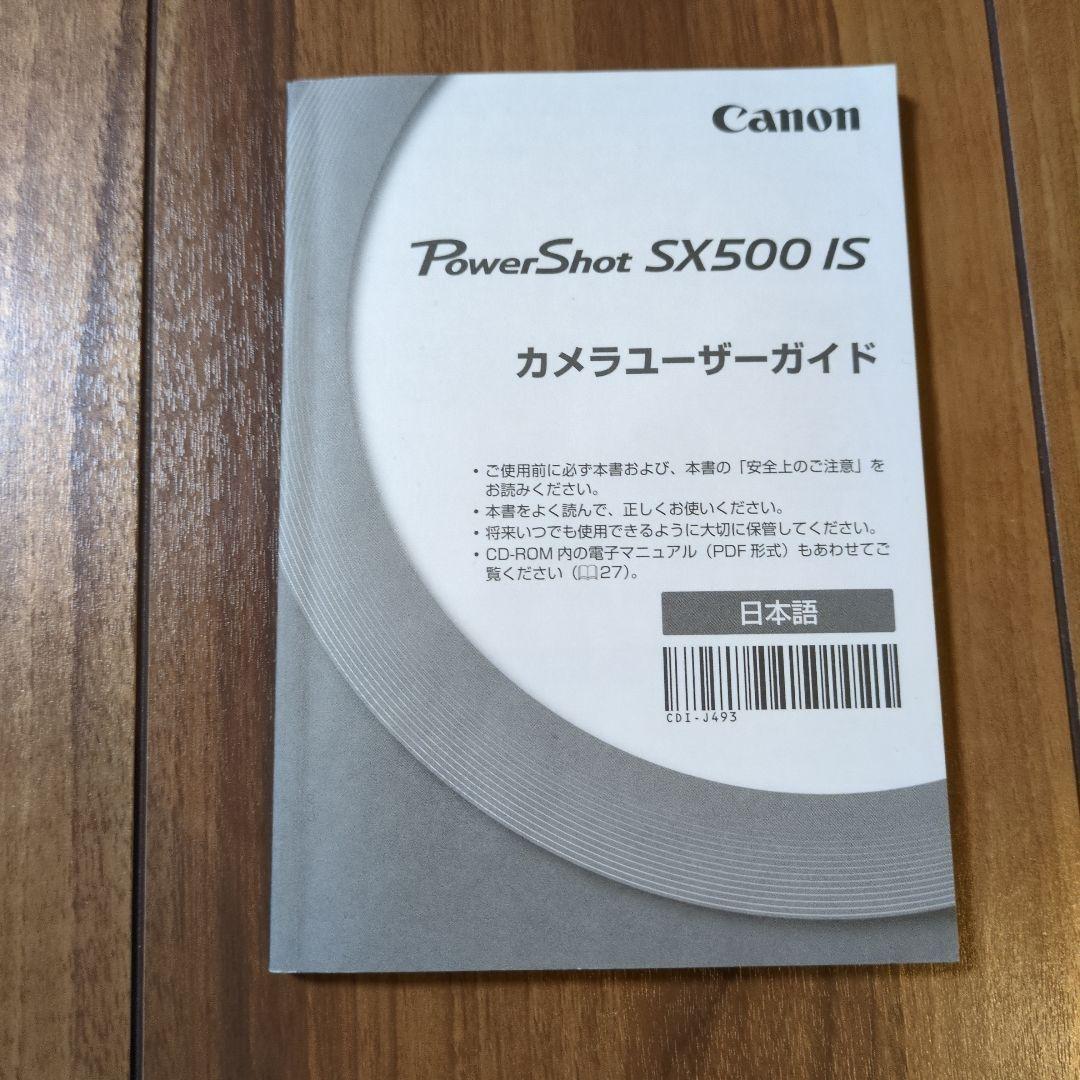 Canon
PowerShot SX500 IS
カメラユーザーガイド
・ご使用前に必ず本書および、本書の「安全上のご注意」を
お読みください。
・本書をよく読んで、正しくお使いください。
・将来いつでも使用できるように大切に保管してください。
・CD-ROM 内の電子マニュアル（PDF 形式）もあわせてご
覧ください（📖27）。
日本語
CDI-J493